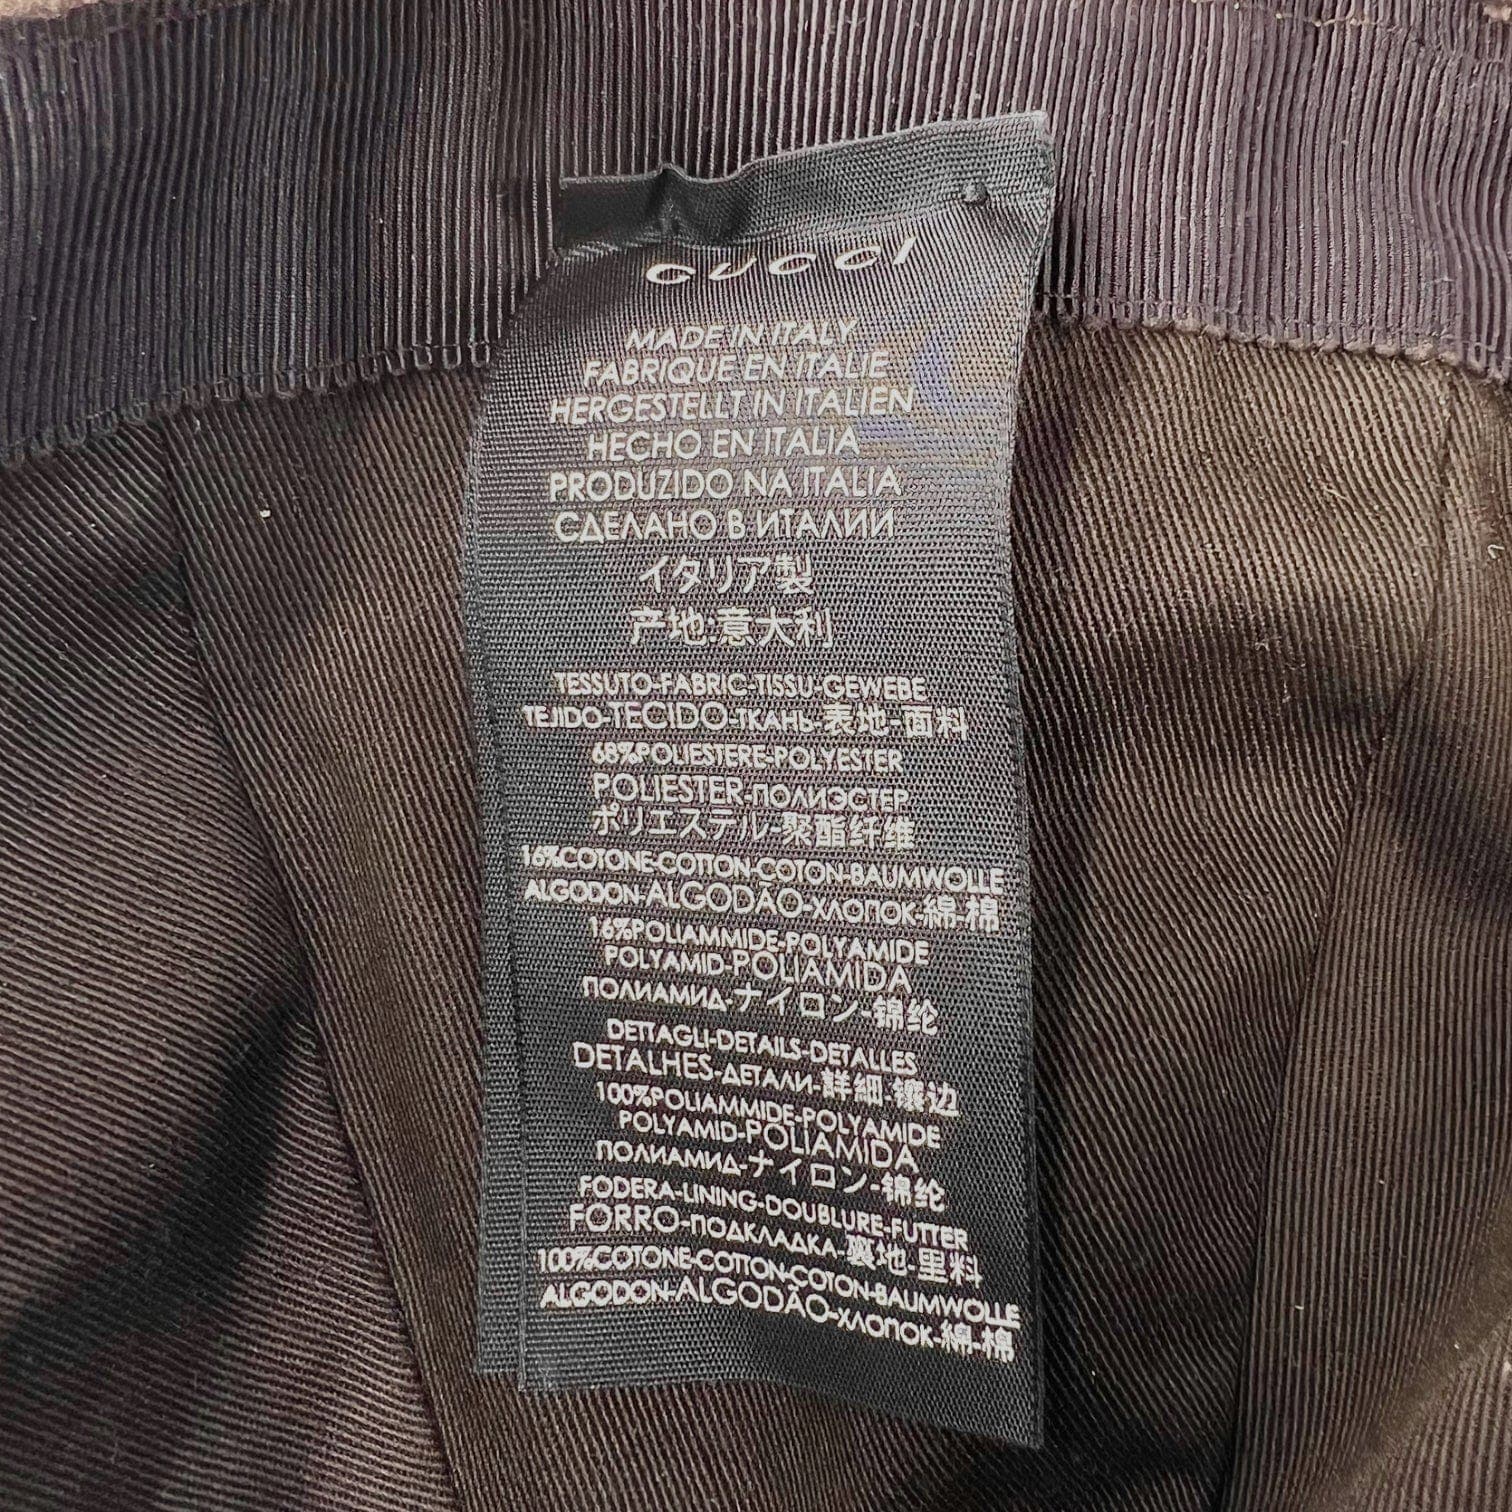 GUCCI
MADE IN ITALY
FABRIQUE EN ITALIE
HERGESTELLT IN ITALIEN
HECHO EN ITALIA
PRODUZIDO NA ITALIA
СДЕЛАНО В ИТАЛИИ
イタリア製
产地:意大利
TESSUTO-FABRIC-TISSU-GEWEBE
TEJIDO-TECIDO-ТКАНЬ-表地-面料
68%POLIESTERE-POLYESTER
POLIESTER-ПОЛИЭСТЕР
ポリエステル-聚酯纤维
16%COTONE-COTTON-COTON-BAUMWOLLE
ALGODON-ALGODÃO-ХЛОПОК-綿-棉
16%POLIAMMIDE-POLYAMIDE
POLYAMID-POLIAMIDA
ПОЛИАМИД-ナイロン-锦纶
DETTAGLI-DETAILS-DETALLES
DETALHES-ДЕТАЛИ-詳細-镶边
100%POLIAMMIDE-POLYAMIDE
POLYAMID-POLIAMIDA
ПОЛИАМИД-ナイロン-锦纶
FODERA-LINING-DOUBLURE-FUTTER
FORRO-ПОДКЛАДКА-裏地-里料
100%COTONE-COTTON-COTON-BAUMWOLLE
ALGODON-ALGODÃO-ХЛОПОК-綿-棉